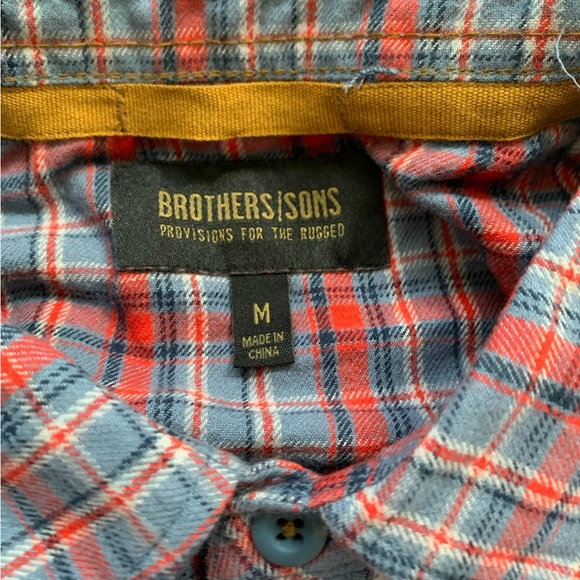 BROTHERS/SONS
PROVISIONS FOR THE RUGGED
M
MADE IN
CHINA